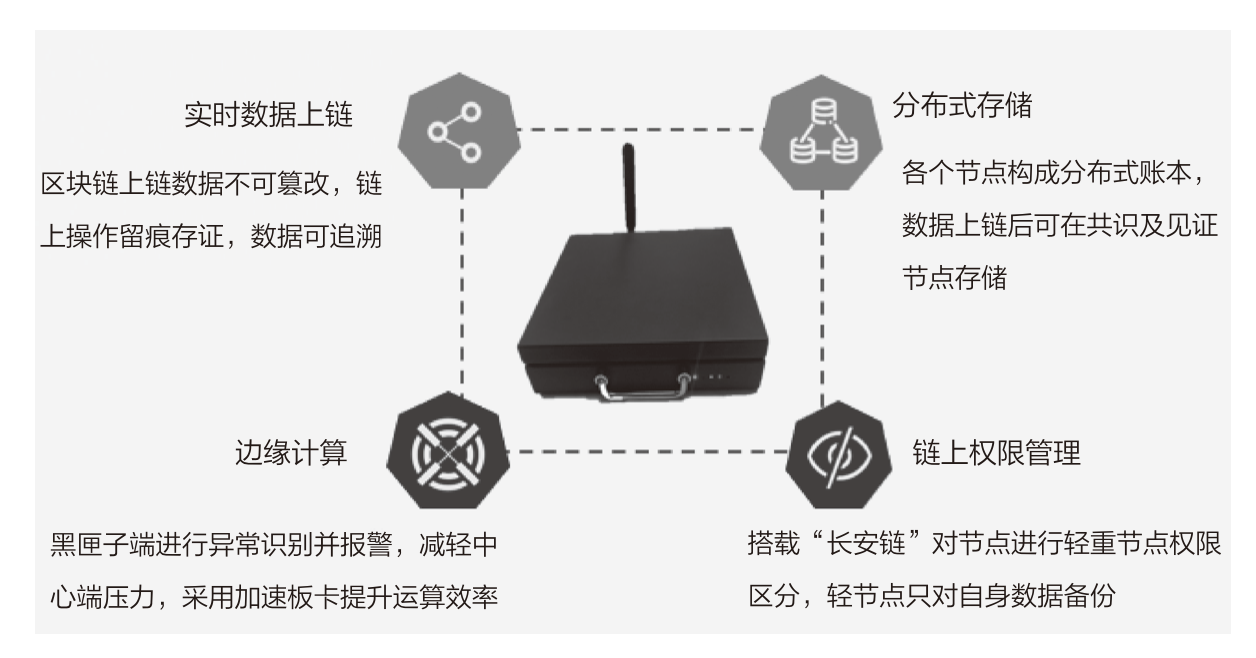 实时数据上链
区块链上链数据不可篡改，链
上操作留痕存证，数据可追溯
分布式存储
各个节点构成分布式账本，
数据上链后可在共识及见证
节点存储
边缘计算
黑匣子端进行异常识别并报警，减轻中
心端压力，采用加速板卡提升运算效率
链上权限管理
搭载“长安链”对节点进行轻重节点权限
区分，轻节点只对自身数据备份